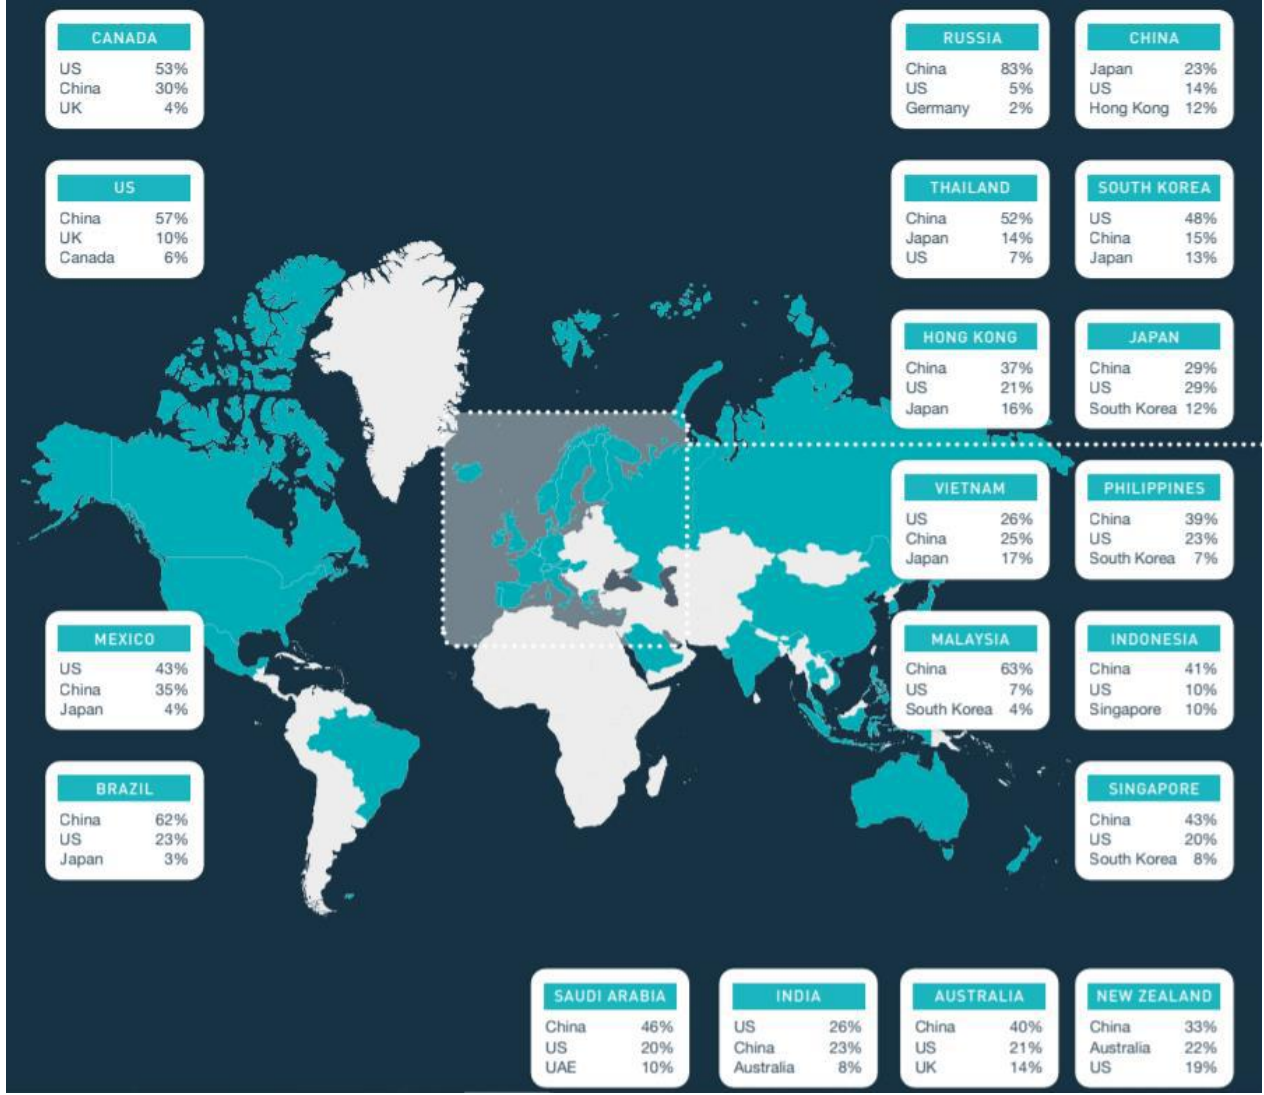 CANADA
US 53%
China 30%
UK 4%
US
China 57%
UK 10%
Canada 6%
MEXICO
US 43%
China 35%
Japan 4%
BRAZIL
China 62%
US 23%
Japan 3%
RUSSIA
China 83%
US 5%
Germany 2%
CHINA
Japan 23%
US 14%
Hong Kong 12%
THAILAND
China 52%
Japan 14%
US 7%
SOUTH KOREA
US 48%
China 15%
Japan 13%
HONG KONG
China 37%
US 21%
Japan 16%
JAPAN
China 29%
US 29%
South Korea 12%
VIETNAM
US 26%
China 25%
Japan 17%
PHILIPPINES
China 39%
US 23%
South Korea 7%
MALAYSIA
China 63%
US 7%
South Korea 4%
INDONESIA
China 41%
US 10%
Singapore 10%
SINGAPORE
China 43%
US 20%
South Korea 8%
SAUDI ARABIA
China 46%
US 20%
UAE 10%
INDIA
US 26%
China 23%
Australia 8%
AUSTRALIA
China 40%
US 21%
UK 14%
NEW ZEALAND
China 33%
Australia 22%
US 19%